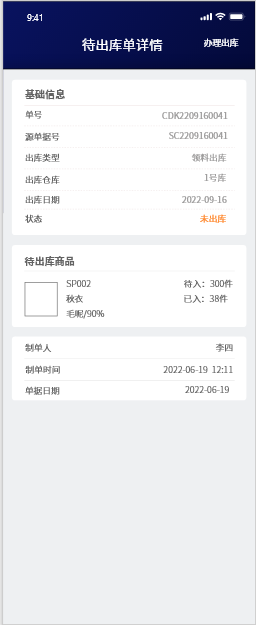 9:41
待出库单详情 办理出库
基础信息
单号 CDK2209160041
源单据号 SC2209160041
出库类型 领料出库
出库仓库 1号库
出库日期 2022-09-16
状态 未出库
待出库商品
SP002 待入：300件
秋衣 已入：38件
毛呢/90%
制单人 李四
制单时间 2022-06-19 12:11
单据日期 2022-06-19